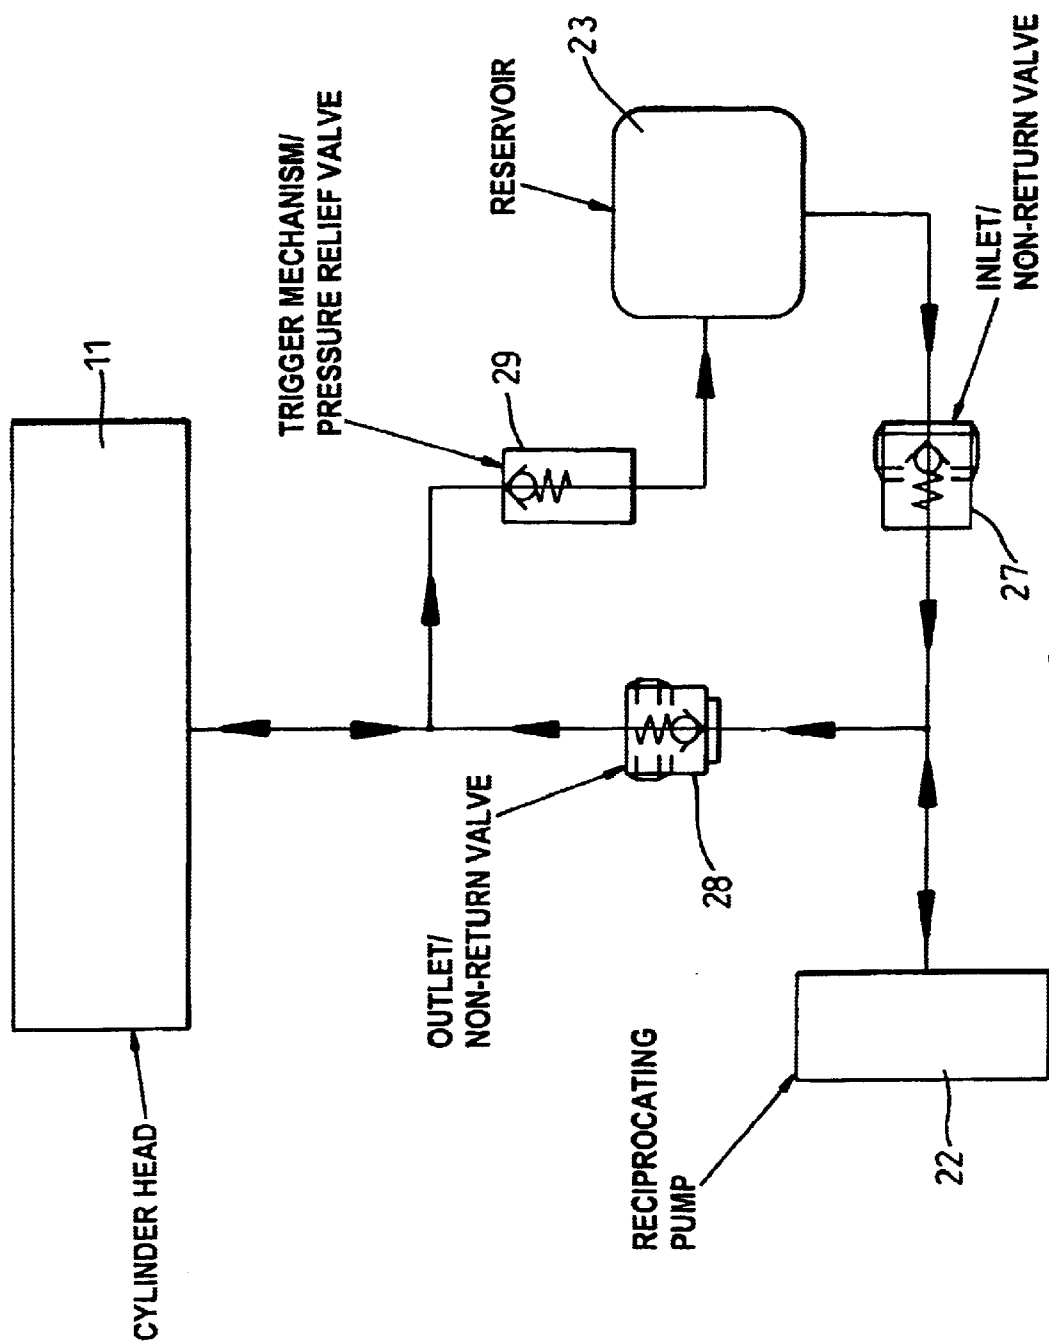 CYLINDER HEAD
11
TRIGGER MECHANISM/
PRESSURE RELIEF VALVE
29
RESERVOIR
23
OUTLET/
NON-RETURN VALVE
28
INLET/
NON-RETURN VALVE
27
RECIPROCATING
PUMP
22